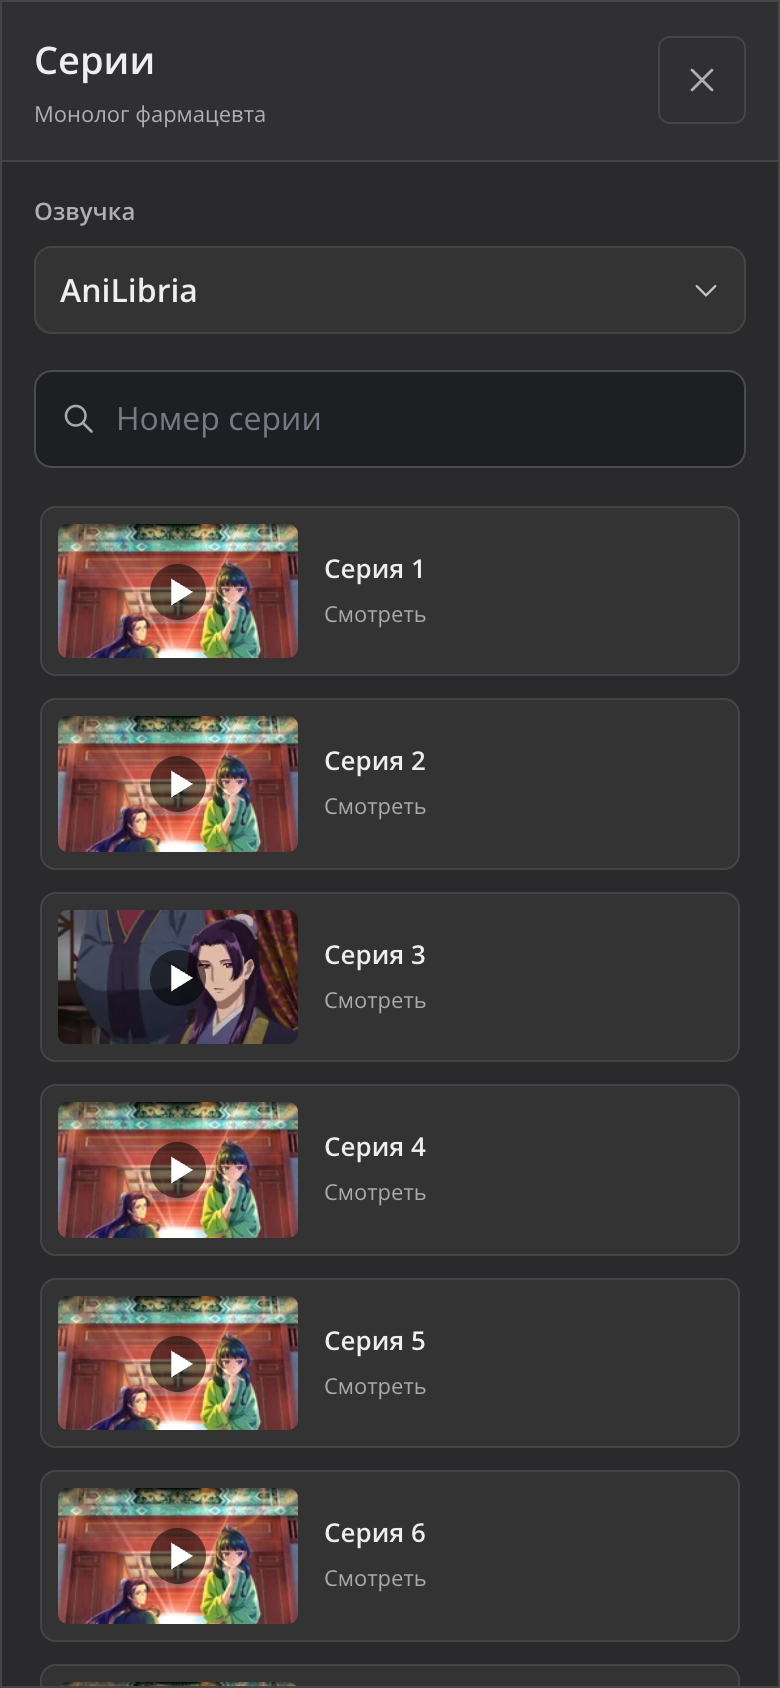 Серии
Монолог фармацевта
Озвучка
AniLibria
Номер серии
Серия 1
Смотреть
Серия 2
Смотреть
Серия 3
Смотреть
Серия 4
Смотреть
Серия 5
Смотреть
Серия 6
Смотреть